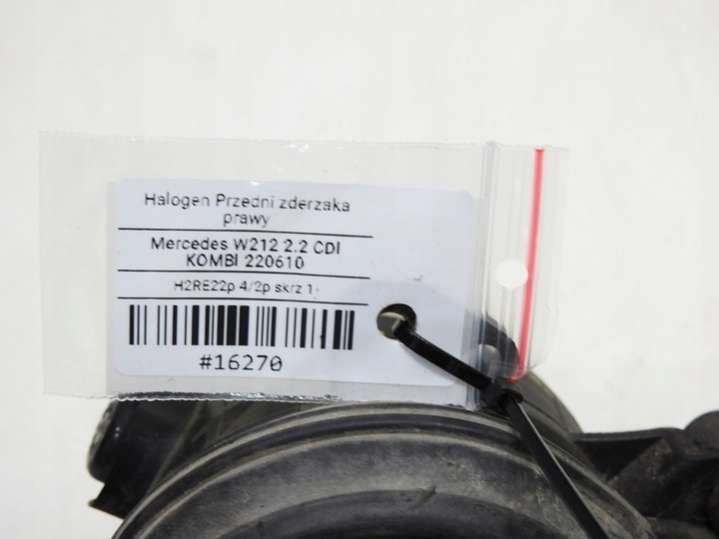 Halogen Przedni zderzaka
prawy
Mercedes W212 2.2 CDI
KOMBI 220610
H2RE22p 4/2p skrz 1
#16270